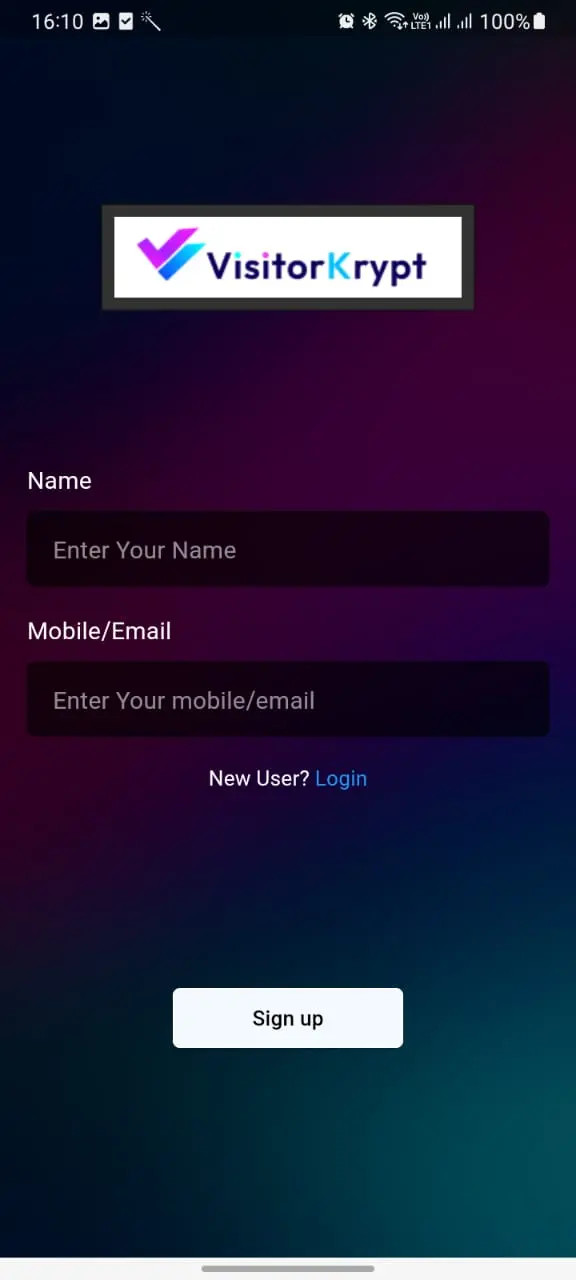 16:10 Vo) LTE1 100%
VisitorKrypt
Name
Enter Your Name
Mobile/Email
Enter Your mobile/email
New User? Login
Sign up